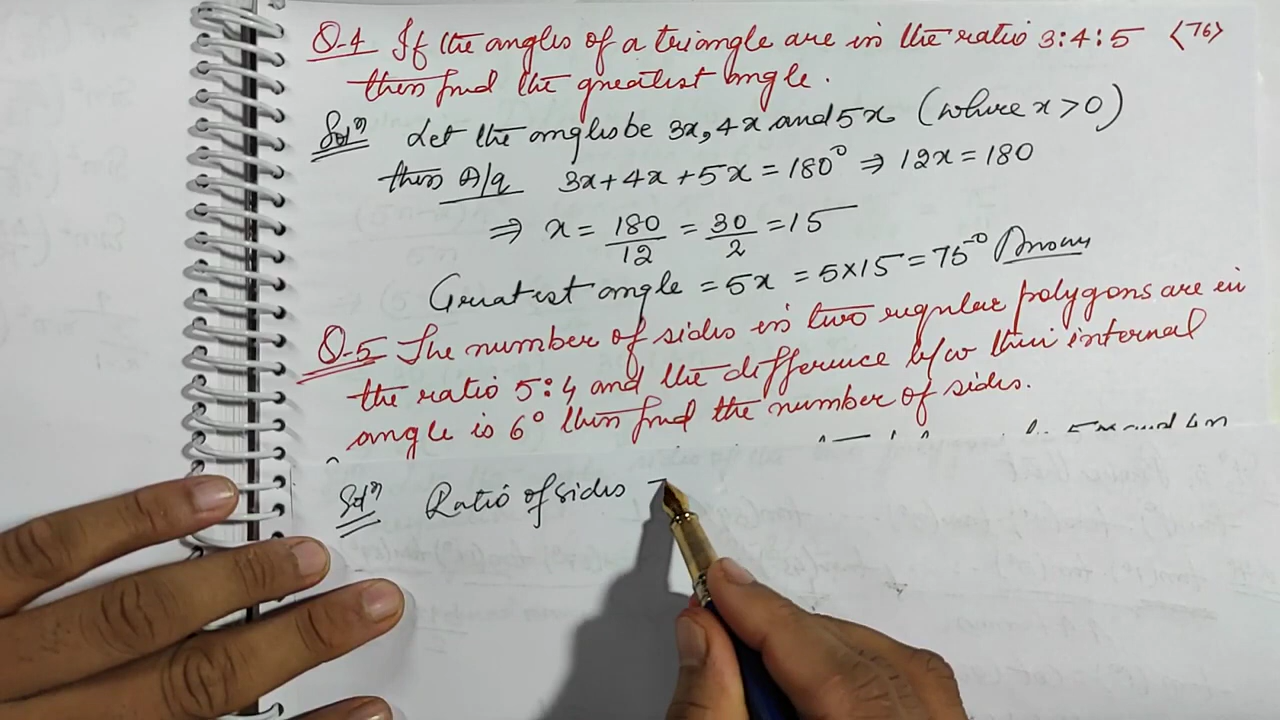 Q-4 If the angles of a triangle are in the ratio 3:4:5 <76>
then find the greatest angle.
Solⁿ Let the angles be 3x, 4x and 5x (where x > 0)
then A/q 3x + 4x + 5x = 180⁰ ⇒ 12x = 180
⇒ x = 180/12 = 30/2 = 15
Greatest angle = 5x = 5×15 = 75⁰ Answer
Q-5 The number of sides in two regular polygons are in
the ratio 5:4 and the difference b/w their internal
angle is 6⁰ then find the number of sides.
Solⁿ Ratio of sides